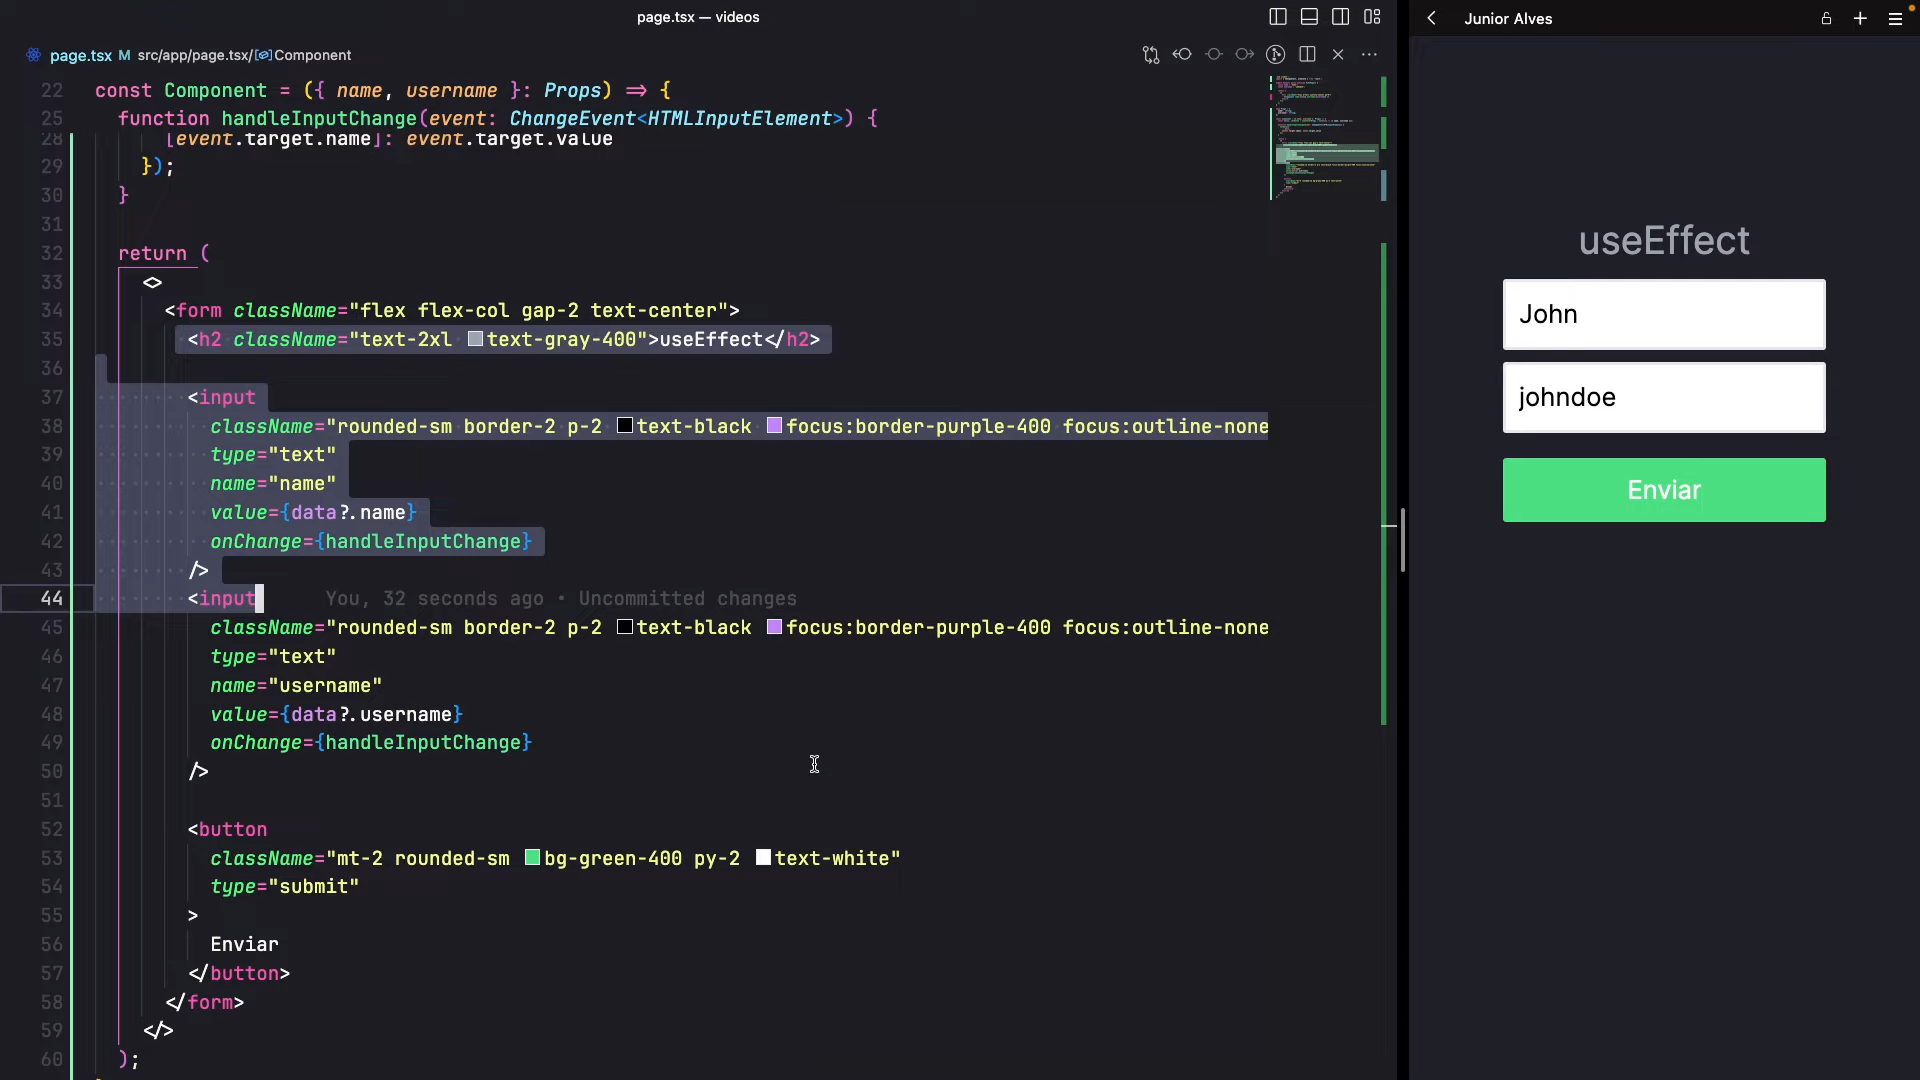 page.tsx — videos
page.tsx M src/app/page.tsx/Component
22 const Component = ({ name, username }: Props) => {
25 function handleInputChange(event: ChangeEvent<HTMLInputElement>) {
28 [event.target.name]: event.target.value
29 });
30 }
31
32 return (
33 <>
34 <form className="flex flex-col gap-2 text-center">
35 <h2 className="text-2xl text-gray-400">useEffect</h2>
36
37 <input
38 className="rounded-sm border-2 p-2 text-black focus:border-purple-400 focus:outline-none
39 type="text"
40 name="name"
41 value={data?.name}
42 onChange={handleInputChange}
43 />
44 <input You, 32 seconds ago • Uncommitted changes
45 className="rounded-sm border-2 p-2 text-black focus:border-purple-400 focus:outline-none
46 type="text"
47 name="username"
48 value={data?.username}
49 onChange={handleInputChange}
50 />
51
52 <button
53 className="mt-2 rounded-sm bg-green-400 py-2 text-white"
54 type="submit"
55 >
56 Enviar
57 </button>
58 </form>
59 </>
60 );
Junior Alves
useEffect
John
johndoe
Enviar